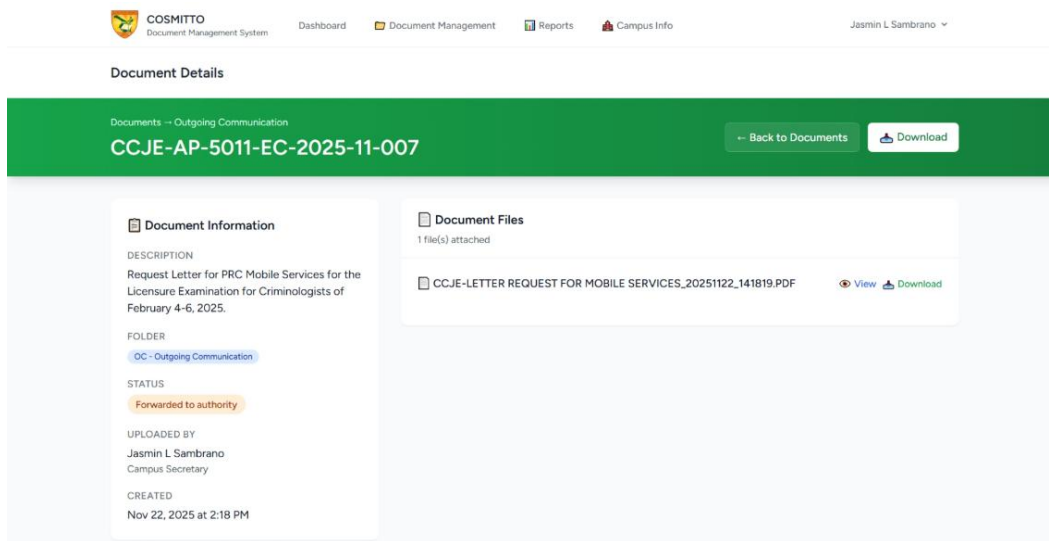 COSMITTO
Document Management System
Dashboard
Document Management
Reports
Campus Info
Jasmin L Sambrano
Document Details
Documents → Outgoing Communication
CCJE-AP-5011-EC-2025-11-007
← Back to Documents
Download
Document Information
DESCRIPTION
Request Letter for PRC Mobile Services for the
Licensure Examination for Criminologists of
February 4-6, 2025.
FOLDER
OC - Outgoing Communication
STATUS
Forwarded to authority
UPLOADED BY
Jasmin L Sambrano
Campus Secretary
CREATED
Nov 22, 2025 at 2:18 PM
Document Files
1 file(s) attached
CCJE-LETTER REQUEST FOR MOBILE SERVICES_20251122_141819.PDF
View
Download